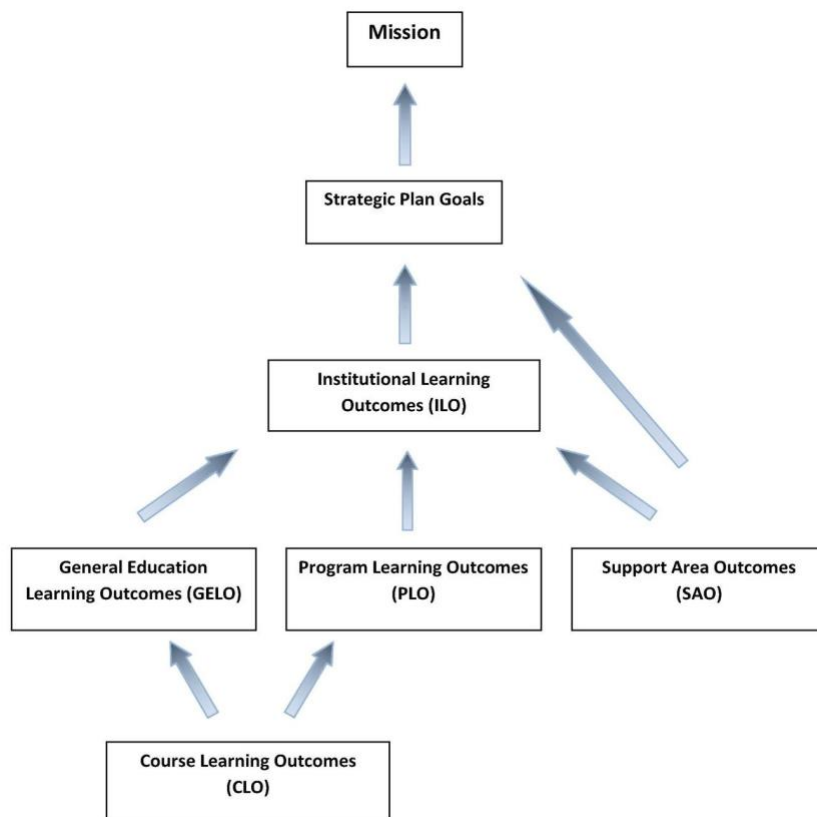 Mission
Strategic Plan Goals
Institutional Learning
Outcomes (ILO)
General Education
Learning Outcomes (GELO)
Program Learning Outcomes
(PLO)
Support Area Outcomes
(SAO)
Course Learning Outcomes
(CLO)